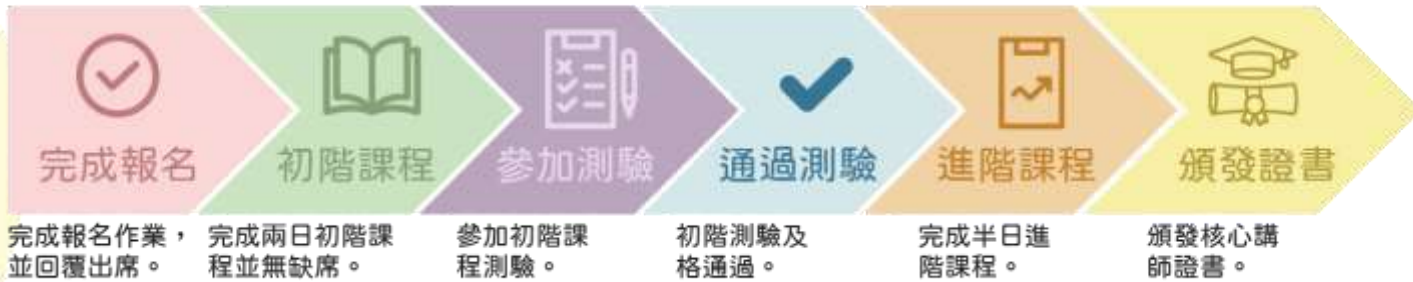 完成報名
初階課程
參加測驗
通過測驗
進階課程
頒發證書
完成報名作業，
並回覆出席。
完成兩日初階課
程並無缺席。
參加初階課
程測驗。
初階測驗及
格通過。
完成半日進
階課程。
頒發核心講
師證書。